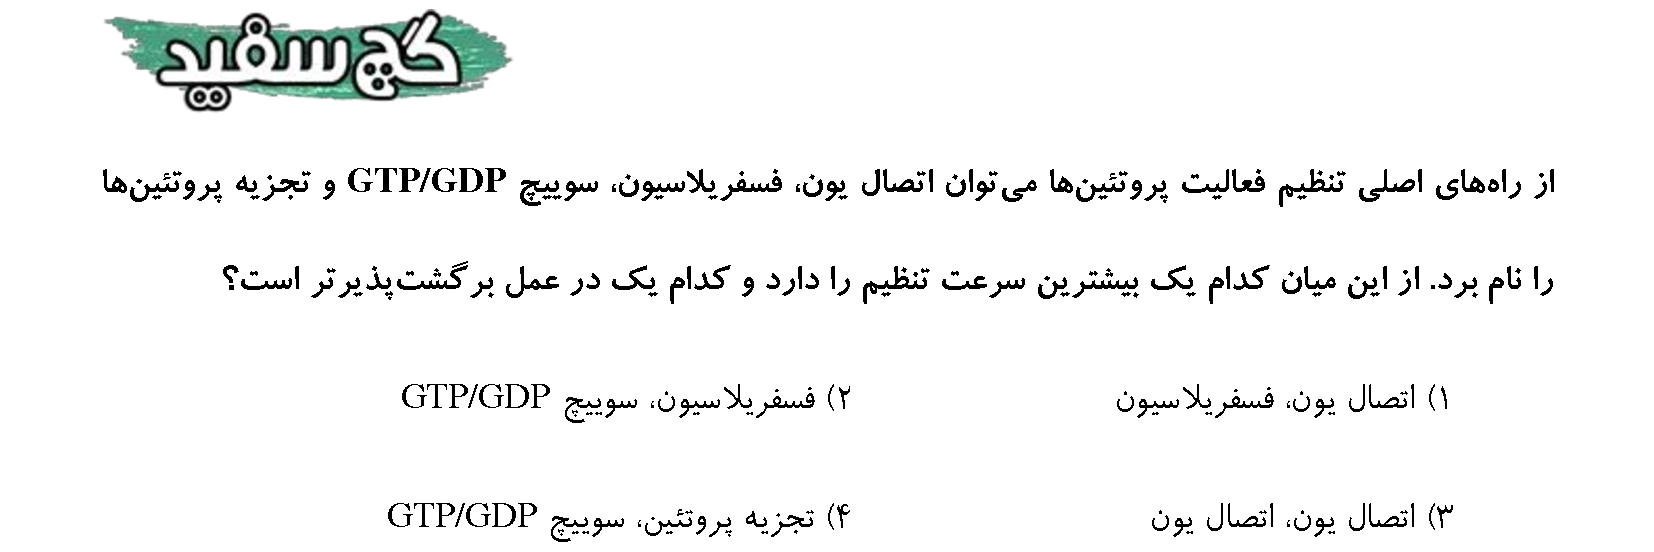 گچ سفید
از راه‌های اصلی تنظیم فعالیت پروتئین‌ها می‌توان اتصال یون، فسفریلاسیون، سوییچ GTP/GDP و تجزیه پروتئین‌ها
را نام برد. از این میان کدام یک بیشترین سرعت تنظیم را دارد و کدام یک در عمل برگشت‌پذیرتر است؟
۱) اتصال یون، فسفریلاسیون ۲) فسفریلاسیون، سوییچ GTP/GDP
۳) اتصال یون، اتصال یون ۴) تجزیه پروتئین، سوییچ GTP/GDP